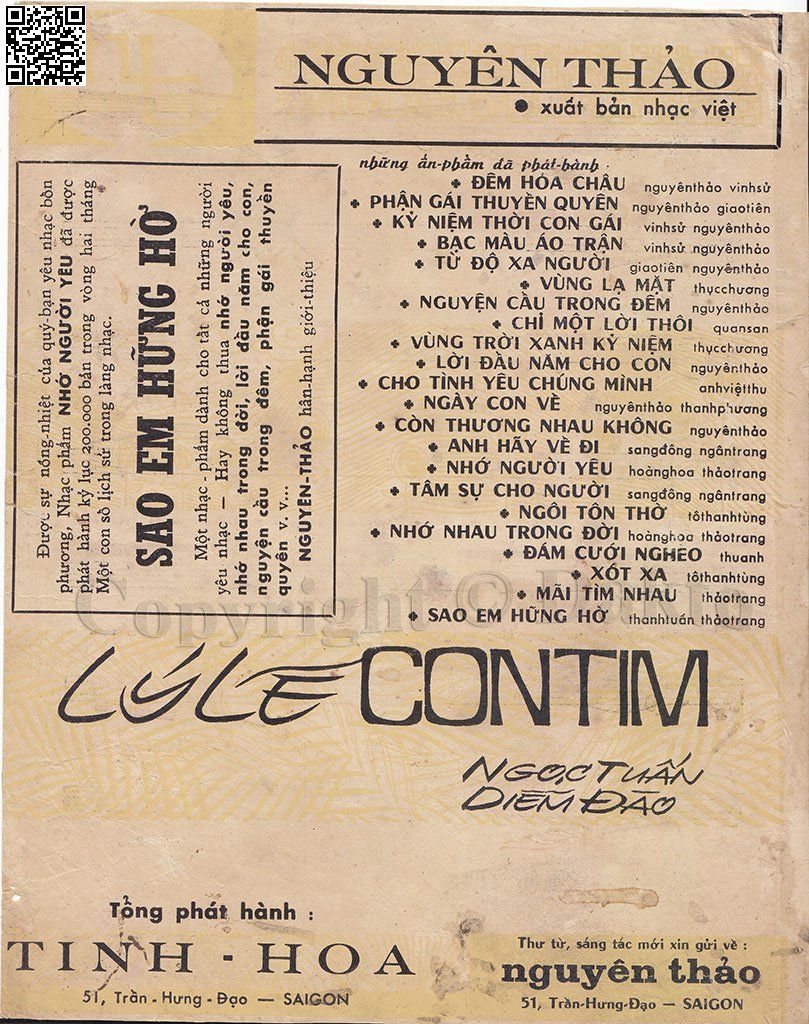 NGUYÊN THẢO
• xuất bản nhạc việt
Được sự nóng-nhiệt của quý-bạn yêu nhạc bốn
phương, Nhạc phẩm NHỚ NGƯỜI YÊU đã được
phát hành kỷ lục 200.000 bản trong vòng hai tháng
Một con số lịch sử trong làng nhạc.
SAO EM HỮNG HỜ
Một nhạc-phẩm dành cho tất cả những người
yêu nhạc — Hay không thua nhớ người yêu,
nhớ nhau trong đời, lời đầu năm cho con,
nguyện cầu trong đêm, phận gái thuyền
quyên v.v...
NGUYÊN-THẢO hân-hạnh giới-thiệu
những ấn-phẩm đã phát-hành :
ĐÊM HỎA CHÂU nguyênthảo vinhsử
PHẬN GÁI THUYỀN QUYÊN nguyênthảo giaotiên
KỶ NIỆM THỜI CON GÁI vinhsử nguyênthảo
BẠC MÀU ÁO TRẬN vinhsử nguyênthảo
TỪ ĐỘ XA NGƯỜI giaotiên nguyênthảo
VÙNG LẠ MẶT thụcchương
NGUYỆN CẦU TRONG ĐÊM nguyênthảo
CHỈ MỘT LỜI THÔI quansan
VÙNG TRỜI XANH KỶ NIỆM thụcchương
LỜI ĐẦU NĂM CHO CON nguyênthảo
CHO TÌNH YÊU CHÚNG MÌNH anhviệtthu
NGÀY CON VỀ nguyênthảo thanhphương
CÒN THƯƠNG NHAU KHÔNG nguyênthảo
ANH HÃY VỀ ĐI sangđông ngântrang
NHỚ NGƯỜI YÊU hoànghoa thảotrang
TÂM SỰ CHO NGƯỜI sangđông ngântrang
NGÔI TÔN THỜ tôthanhtùng
NHỚ NHAU TRONG ĐỜI hoànghoa thảotrang
ĐÁM CƯỚI NGHÈO thuanh
XÓT XA tôthanhtùng
MÃI TÌM NHAU thảotrang
SAO EM HỮNG HỜ thanhtuấn thảotrang
LÝ LẼ CON TIM
NGỌC TUẤN
DIỄM ĐÀO
Tổng phát hành :
TINH - HOA
51, Trần - Hưng - Đạo — SAIGON
Thư từ, sáng tác mới xin gửi về :
nguyên thảo
51, Trần-Hưng-Đạo — SAIGON
Copyright ©